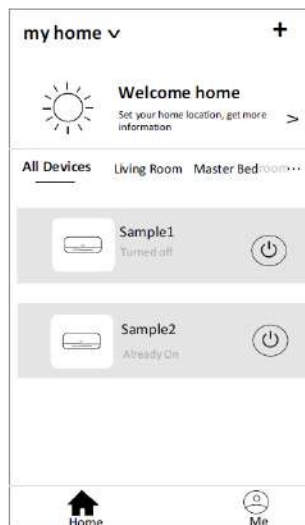 my home
+
Welcome home
Set your home location, get more
information
>
All Devices Living Room Master Bedroom...
Sample1
Turned off
Sample2
Already On
Home Me